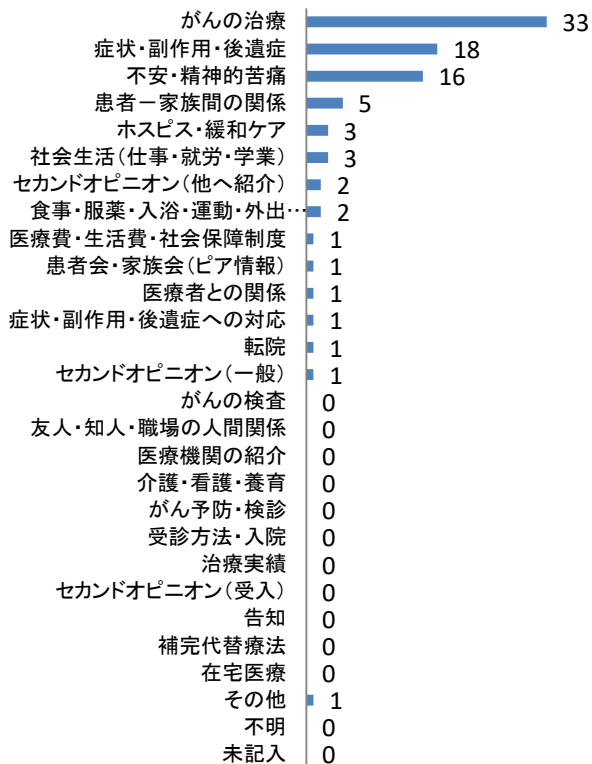 がんの治療 33
症状・副作用・後遺症 18
不安・精神的苦痛 16
患者－家族間の関係 5
ホスピス・緩和ケア 3
社会生活(仕事・就労・学業) 3
セカンドオピニオン(他へ紹介) 2
食事・服薬・入浴・運動・外出… 2
医療費・生活費・社会保障制度 1
患者会・家族会(ピア情報) 1
医療者との関係 1
症状・副作用・後遺症への対応 1
転院 1
セカンドオピニオン(一般) 1
がんの検査 0
友人・知人・職場の人間関係 0
医療機関の紹介 0
介護・看護・養育 0
がん予防・検診 0
受診方法・入院 0
治療実績 0
セカンドオピニオン(受入) 0
告知 0
補完代替療法 0
在宅医療 0
その他 1
不明 0
未記入 0